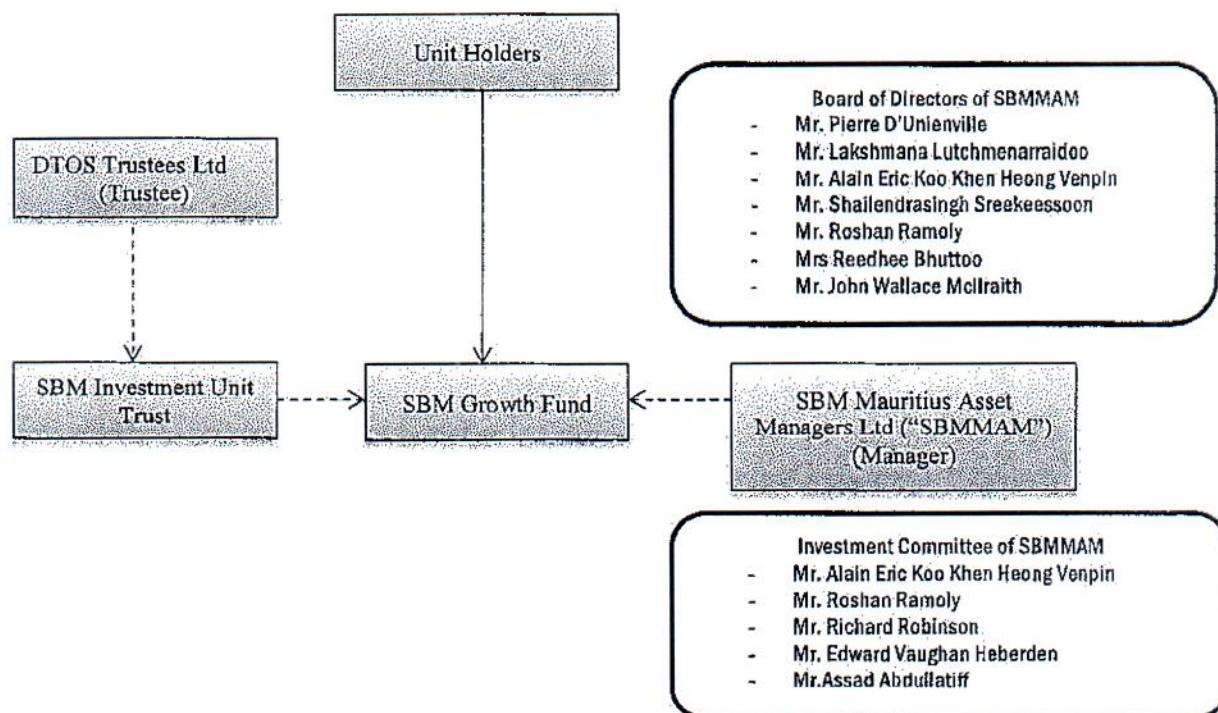 Unit Holders
DTOS Trustees Ltd
(Trustee)
Board of Directors of SBMMAM
- Mr. Pierre D'Unienville
- Mr. Lakshmana Lutchmenarraidoo
- Mr. Alain Eric Koo Khen Heong Venpin
- Mr. Shailendrasingh Sreekeessoon
- Mr. Roshan Ramoly
- Mrs Reedhee Bhuttoo
- Mr. John Wallace McIlraith
SBM Investment Unit
Trust
SBM Growth Fund
SBM Mauritius Asset
Managers Ltd (“SBMMAM”)
(Manager)
Investment Committee of SBMMAM
- Mr. Alain Eric Koo Khen Heong Venpin
- Mr. Roshan Ramoly
- Mr. Richard Robinson
- Mr. Edward Vaughan Heberden
- Mr.Assad Abdullatiff